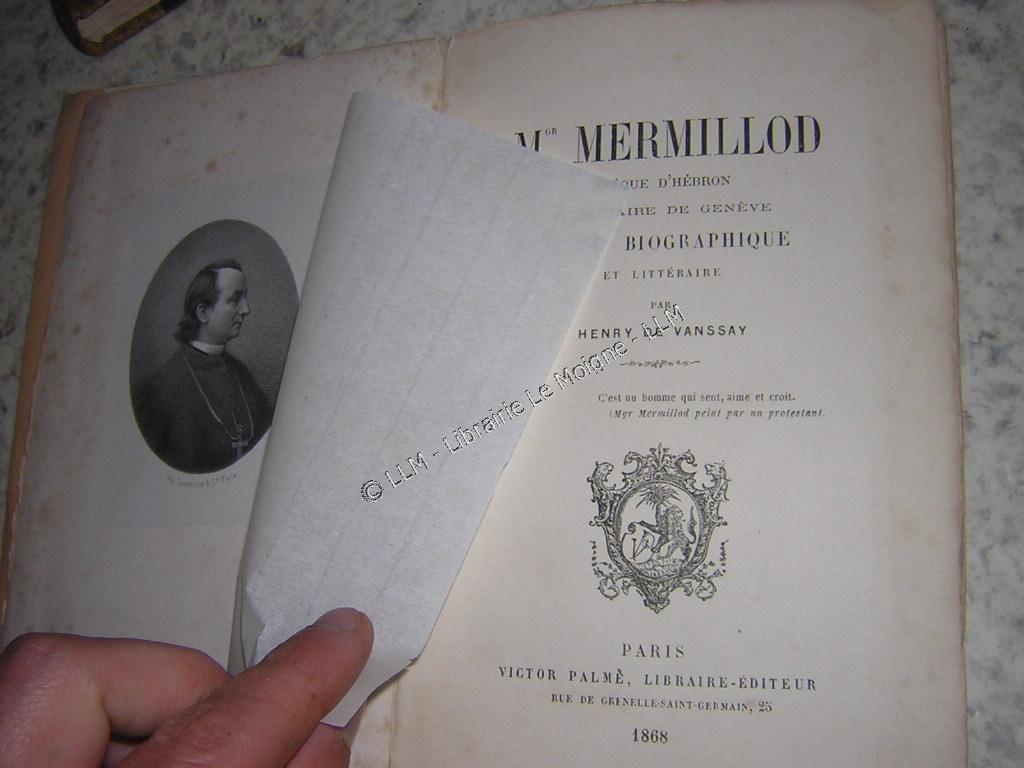 Mᴳᴿ MERMILLOD
D'HÉBRON
DE GENÈVE
BIOGRAPHIQUE
ET LITTÉRAIRE
PAR
HENRY DE VANSSAY
C'est un homme qui sent, aime et croit.
(Mgr Mermillod peint par un protestant.
PARIS
VICTOR PALMÉ, LIBRAIRE-ÉDITEUR
RUE DE GRENELLE-SAINT-GERMAIN, 25
1868
© LLM - Librairie Le Moigne - LLM